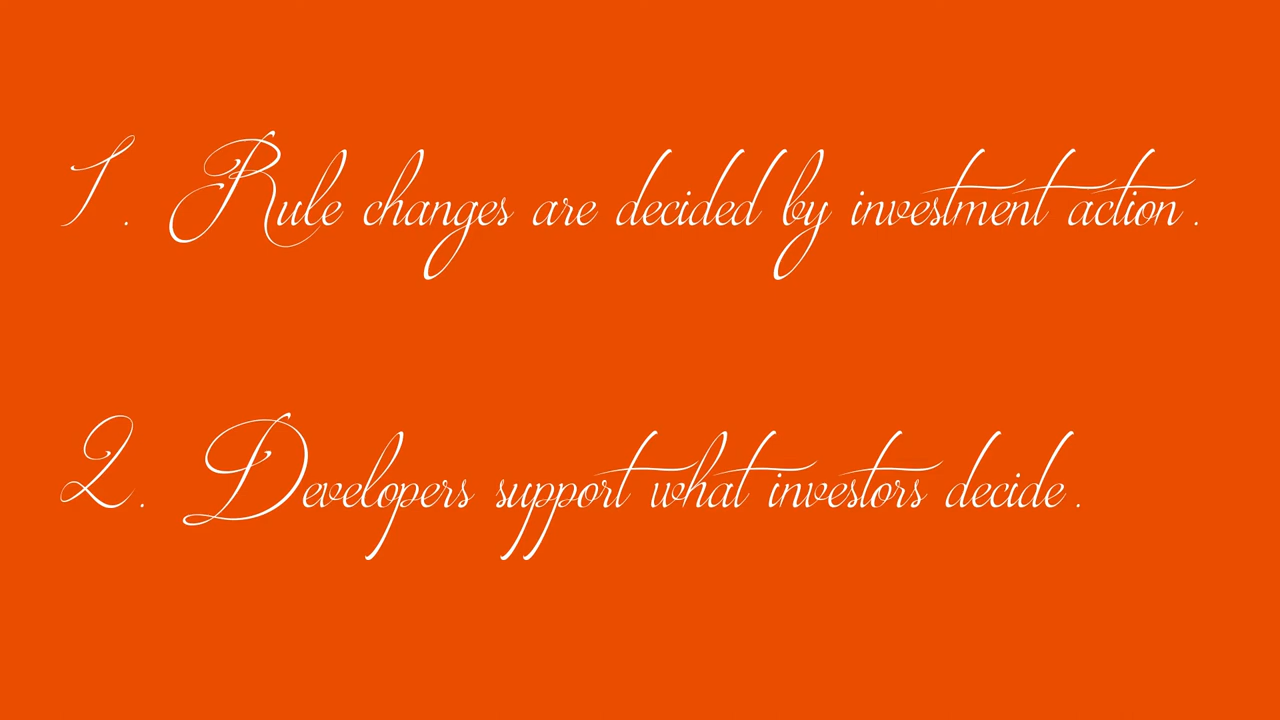 1. Rule changes are decided by investment action.
2. Developers support what investors decide.